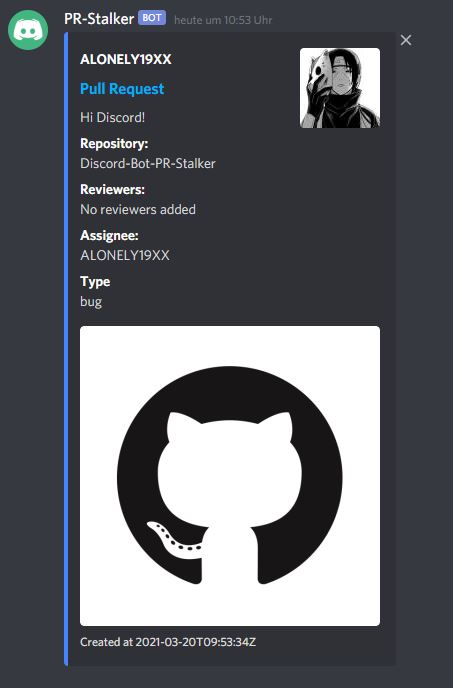 PR-Stalker BOT heute um 10:53 Uhr
ALONELY19XX
Pull Request
Hi Discord!
Repository:
Discord-Bot-PR-Stalker
Reviewers:
No reviewers added
Assignee:
ALONELY19XX
Type
bug
Created at 2021-03-20T09:53:34Z